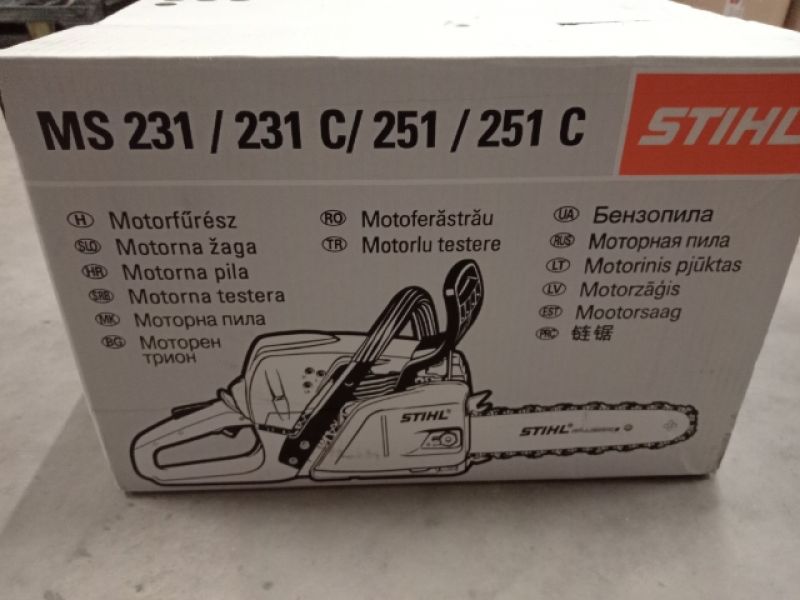 MS 231 / 231 C/ 251 / 251 C
STIHL
H Motorfűrész
SLO Motorna žaga
HR Motorna pila
SRB Motorna testera
MK Моторна пила
BG Моторен
трион
RO Motoferăstrău
TR Motorlu testere
UA Бензопила
RUS Моторная пила
LT Motorinis pjūktas
LV Motorzāģis
EST Mootorsaag
PRC 链锯
STIHL
STIHL